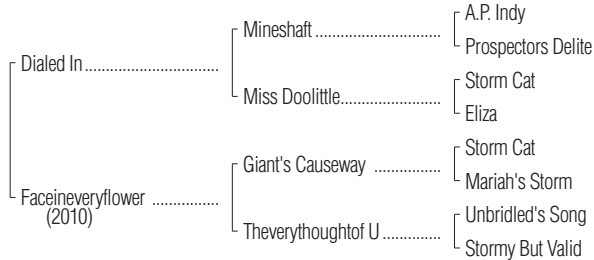 A.P. Indy
Mineshaft
Prospectors Delite
Dialed In
Storm Cat
Miss Doolittle
Eliza
Storm Cat
Giant's Causeway
Mariah's Storm
Faceineveryflower
(2010)
Unbridled's Song
Theverythoughtof U
Stormy But Valid